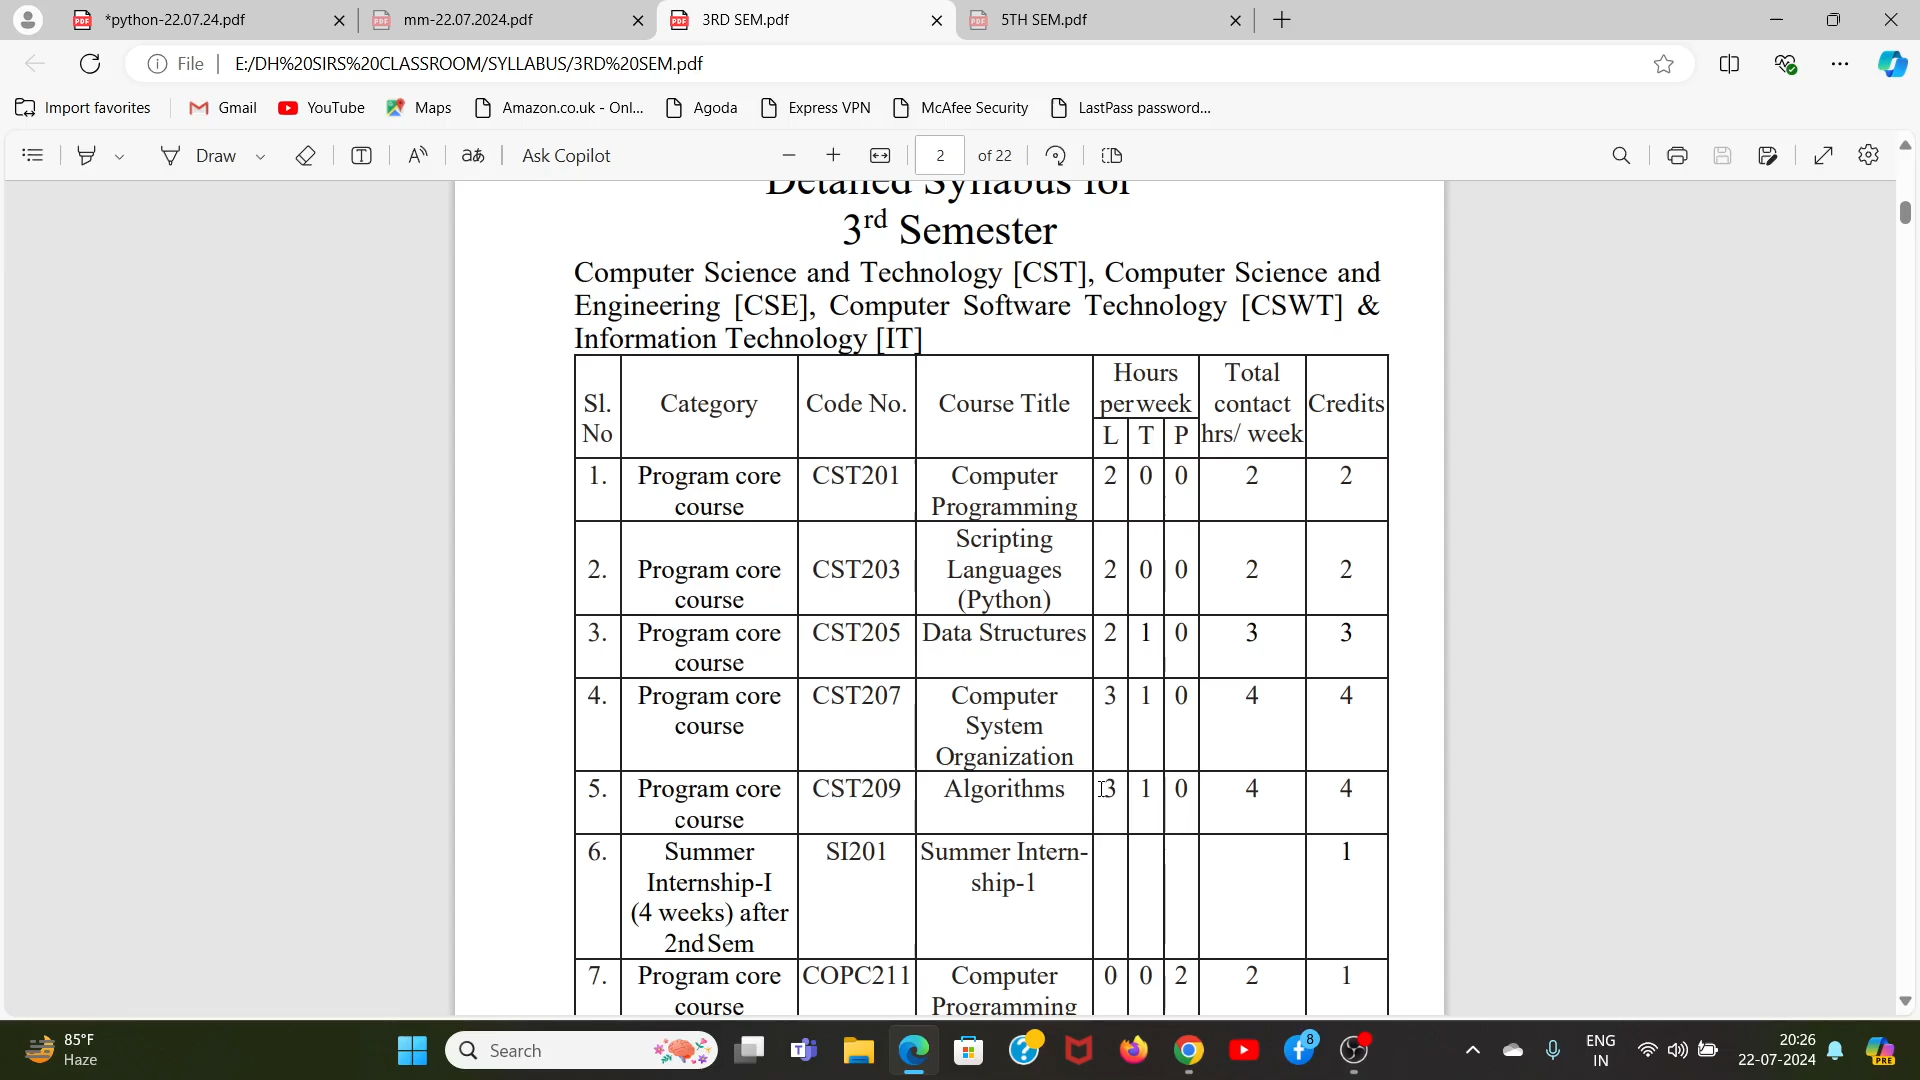 *python-22.07.24.pdf
mm-22.07.2024.pdf
3RD SEM.pdf
5TH SEM.pdf
File
E:/DH%20SIRS%20CLASSROOM/SYLLABUS/3RD%20SEM.pdf
Import favorites
Gmail
YouTube
Maps
Amazon.co.uk - Onl...
Agoda
Express VPN
McAfee Security
LastPass password...
Draw
Ask Copilot
2 of 22
Detailed Syllabus for
3rd Semester
Computer Science and Technology [CST], Computer Science and
Engineering [CSE], Computer Software Technology [CSWT] &
Information Technology [IT]
Sl. No Category Code No. Course Title Hours perweek L T P Total contact hrs/ week Credits
1. Program core course CST201 Computer Programming 2 0 0 2 2
2. Program core course CST203 Scripting Languages (Python) 2 0 0 2 2
3. Program core course CST205 Data Structures 2 1 0 3 3
4. Program core course CST207 Computer System Organization 3 1 0 4 4
5. Program core course CST209 Algorithms 3 1 0 4 4
6. Summer Internship-I (4 weeks) after 2nd Sem SI201 Summer Intern-ship-1 1
7. Program core course COPC211 Computer Programming 0 0 2 2 1
85°F
Haze
Search
8
ENG
IN
20:26
22-07-2024
PRE